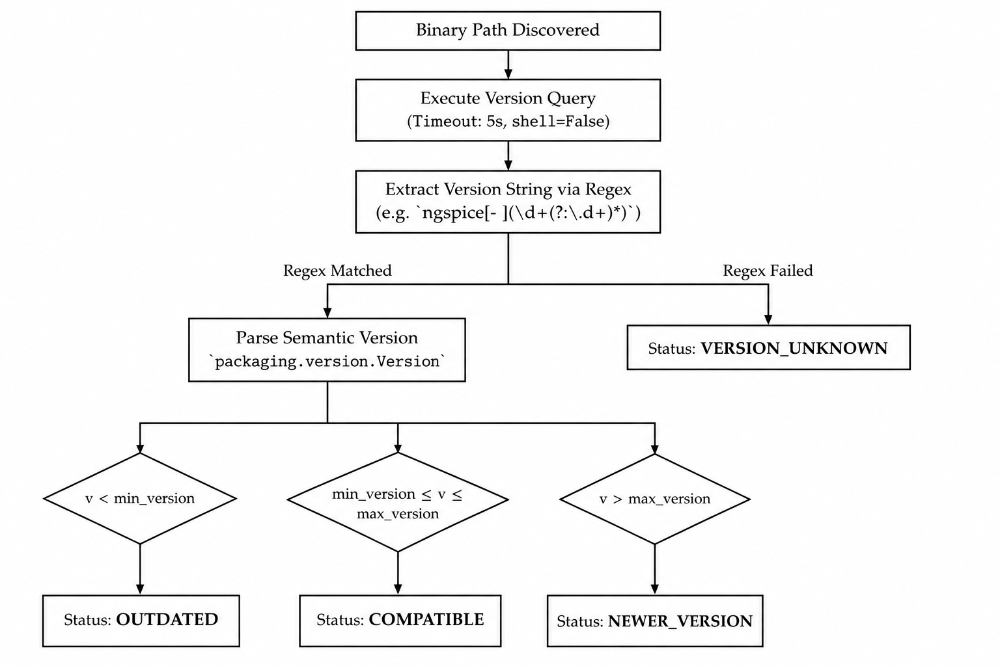 Binary Path Discovered
Execute Version Query
(Timeout: 5s, shell=False)
Extract Version String via Regex
(e.g. `ngspice[- ](\d+(?:\.d+)*)`)
Regex Matched
Regex Failed
Parse Semantic Version
`packaging.version.Version`
Status: VERSION_UNKNOWN
v < min_version
min_version ≤ v ≤
max_version
v > max_version
Status: OUTDATED
Status: COMPATIBLE
Status: NEWER_VERSION